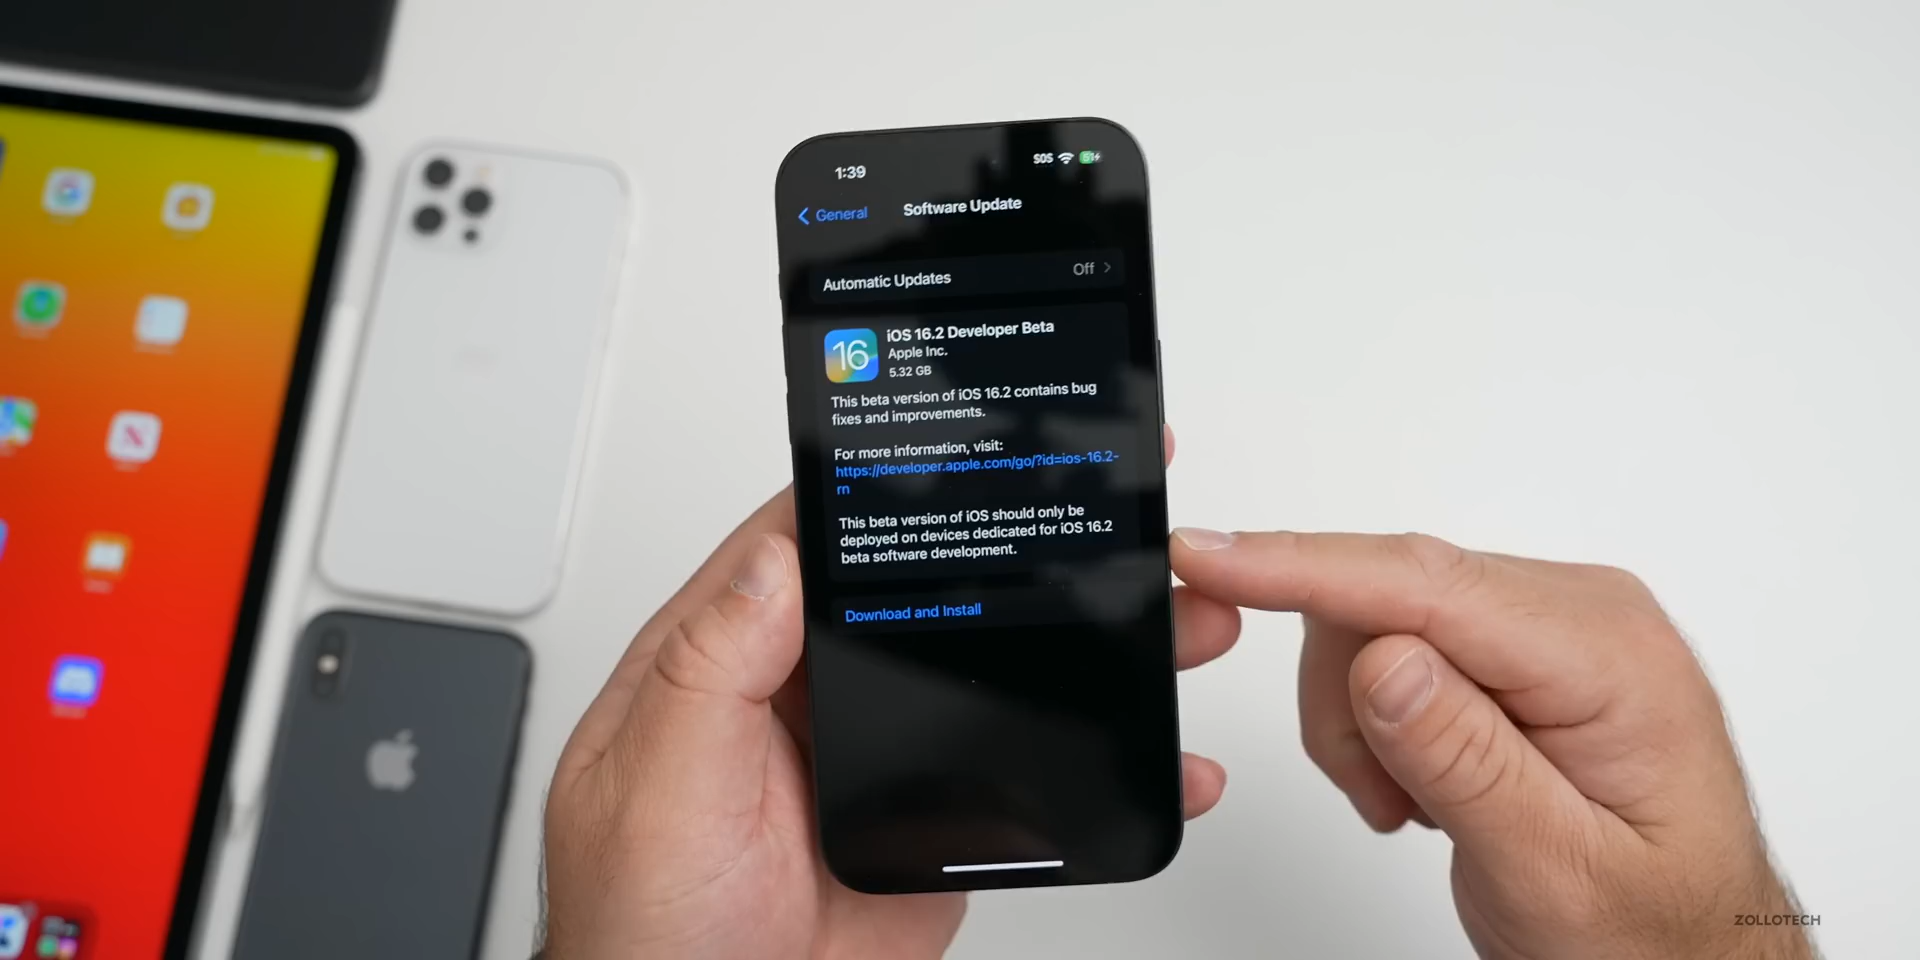 1:39
SOS
General
Software Update
Automatic Updates
Off
16
iOS 16.2 Developer Beta
Apple Inc.
5.32 GB
This beta version of iOS 16.2 contains bug
fixes and improvements.
For more information, visit:
https://developer.apple.com/go/?id=ios-16.2-
rn
This beta version of iOS should only be
deployed on devices dedicated for iOS 16.2
beta software development.
Download and Install
ZOLLOTECH